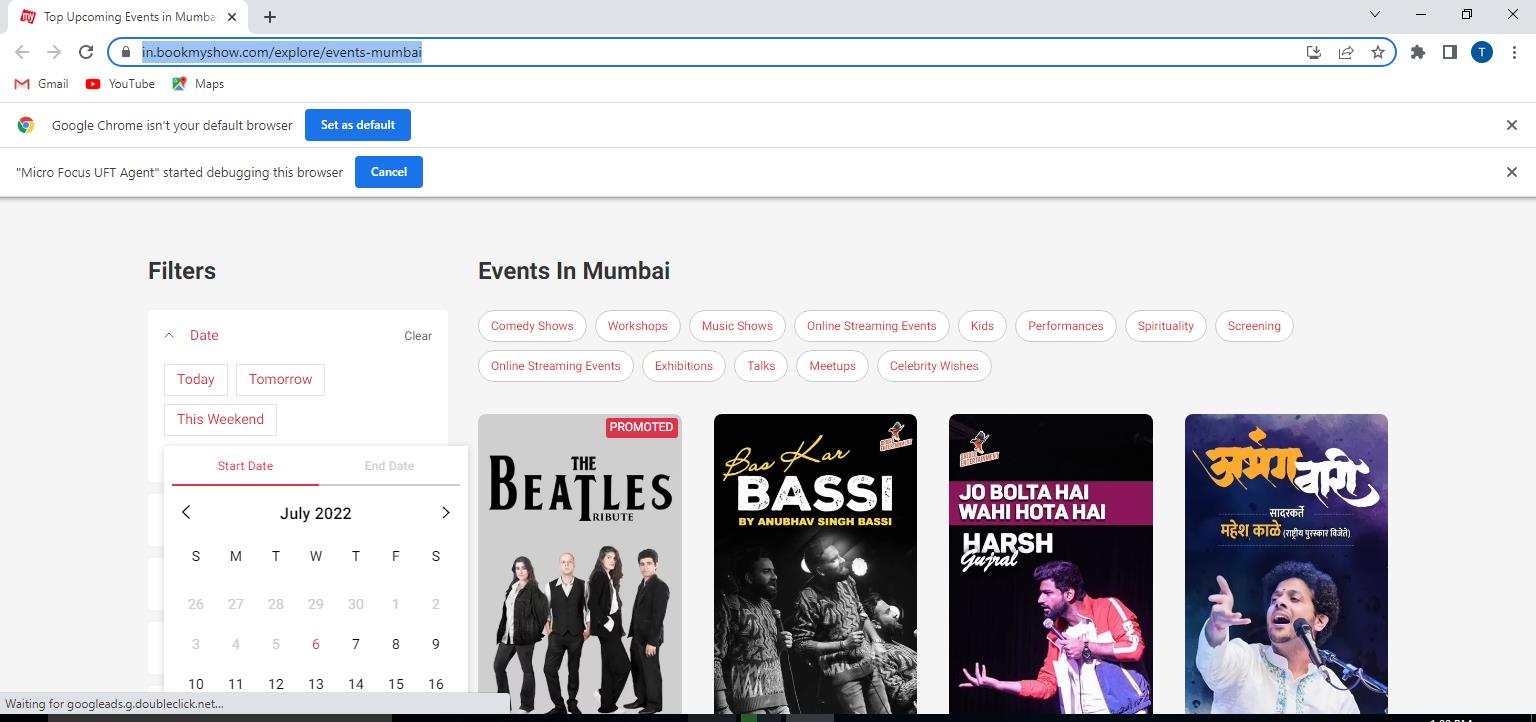 Top Upcoming Events in Mumba
in.bookmyshow.com/explore/events-mumbai
T
Gmail
YouTube
Maps
Google Chrome isn't your default browser
Set as default
"Micro Focus UFT Agent" started debugging this browser
Cancel
Filters
Date
Clear
Today
Tomorrow
This Weekend
Start Date
End Date
July 2022
S M T W T F S
26 27 28 29 30 1 2
3 4 5 6 7 8 9
10 11 12 13 14 15 16
Events In Mumbai
Comedy Shows
Workshops
Music Shows
Online Streaming Events
Kids
Performances
Spirituality
Screening
Online Streaming Events
Exhibitions
Talks
Meetups
Celebrity Wishes
PROMOTED
THE
BEATLES
TRIBUTE
Bas Kar
BASSI
BY ANUBHAV SINGH BASSI
JO BOLTA HAI
WAHI HOTA HAI
HARSH
Gujral
अभंग
वारी
सादरकर्ते
महेश काळे (राष्ट्रीय पुरस्कार विजेते)
Waiting for googleads.g.doubleclick.net...